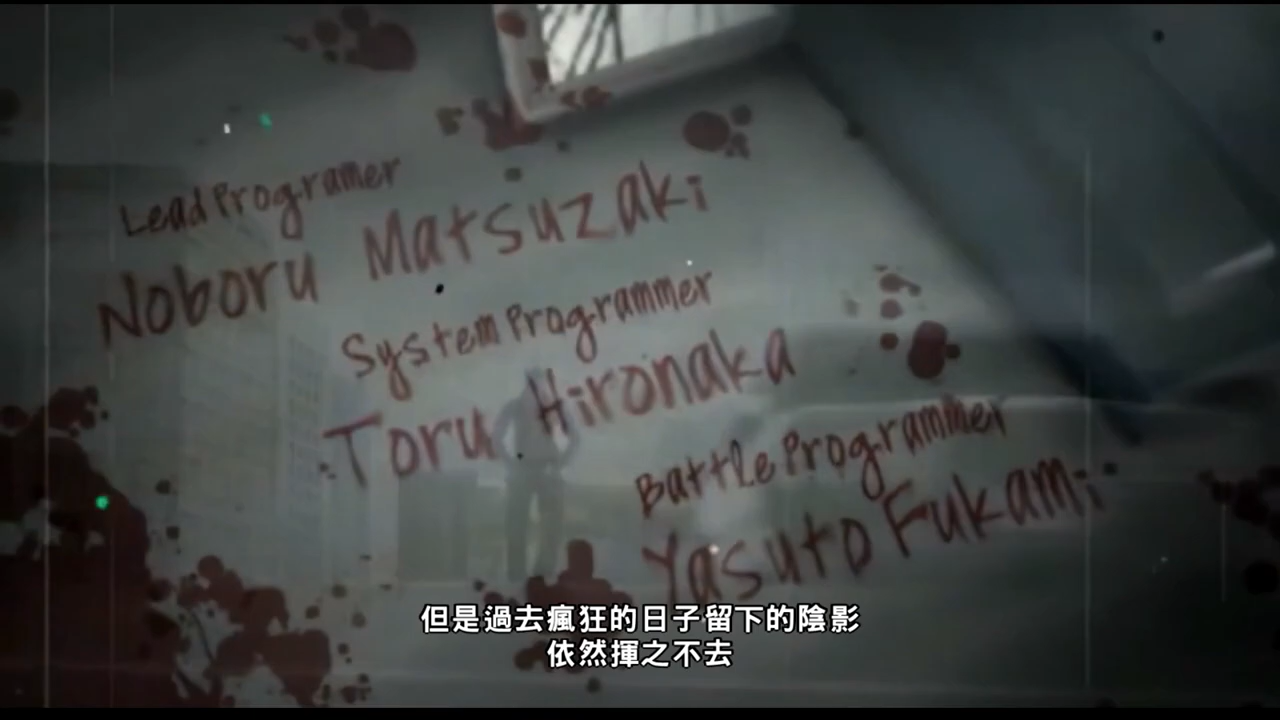 Lead Programer
Noboru Matsuzaki
System Programmer
Toru Hironaka
Battle Programmer
Yasuto Fukami
但是過去瘋狂的日子留下的陰影
依然揮之不去